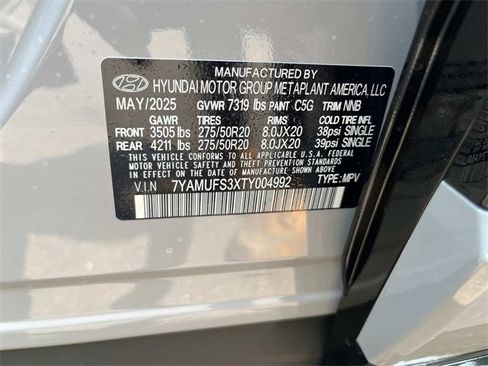 MANUFACTURED BY
HYUNDAI MOTOR GROUP METAPLANT AMERICA, LLC
MAY/2025 GVWR 7319 lbs PAINT C5G TRIM NNB
GAWR TIRES RIMS COLD TIRE INFL
FRONT 3505 lbs 275/50R20 8.0JX20 38psi SINGLE
REAR 4211 lbs 275/50R20 8.0JX20 39psi SINGLE
THIS VEHICLE CONFORMS TO ALL APPLICABLE U.S.A. FEDERAL MOTOR
VEHICLE SAFETY STANDARDS IN EFFECT ON THE DATE OF MANUFACTURE SHOWN ABOVE.
V.I.N 7YAMUFS3XTY004992 TYPE: MPV